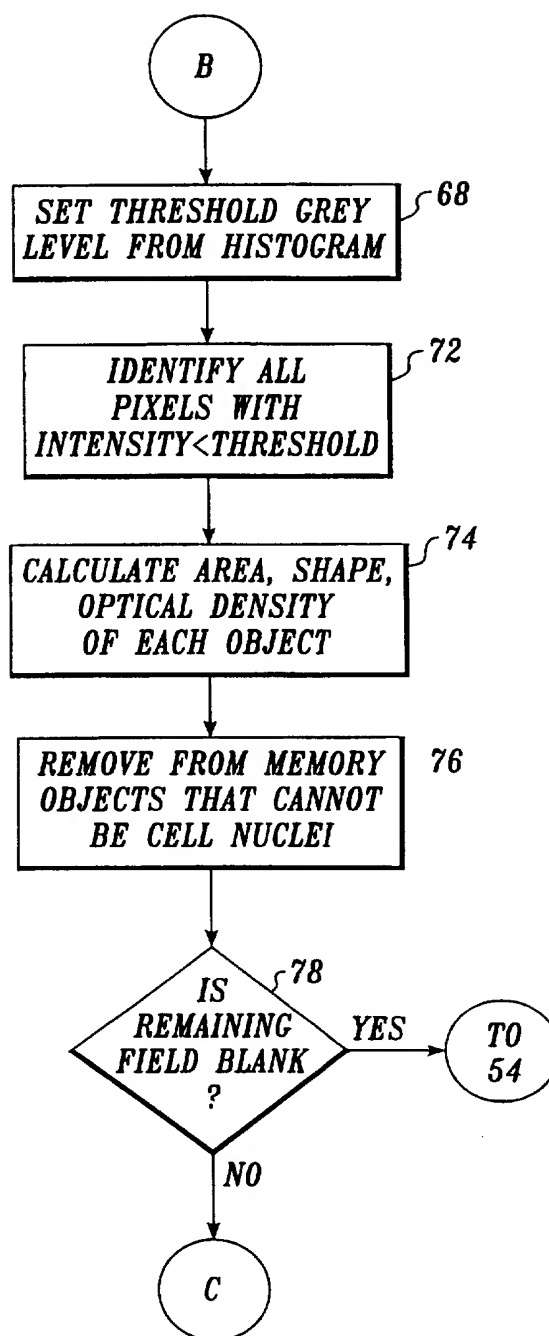 B
SET THRESHOLD GREY
LEVEL FROM HISTOGRAM
68
IDENTIFY ALL
PIXELS WITH
INTENSITY<THRESHOLD
72
CALCULATE AREA, SHAPE,
OPTICAL DENSITY
OF EACH OBJECT
74
REMOVE FROM MEMORY
OBJECTS THAT CANNOT
BE CELL NUCLEI
76
IS
REMAINING
FIELD BLANK
?
78
YES
TO
54
NO
C